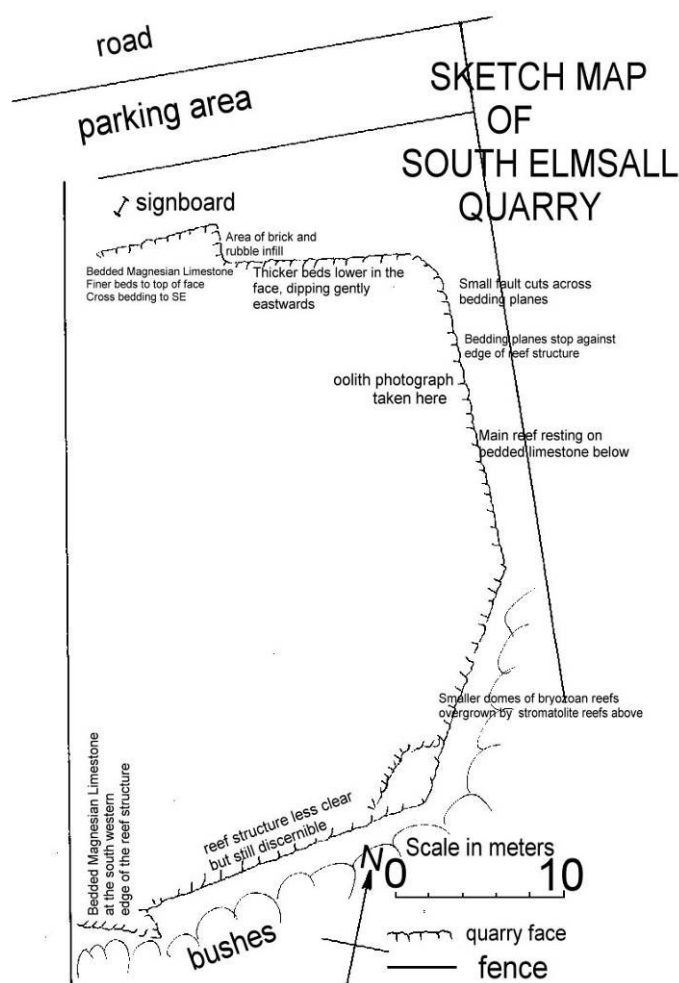 road
parking area
SKETCH MAP
OF
SOUTH ELMSALL
QUARRY
signboard
Area of brick and
rubble infill
Bedded Magnesian Limestone
Finer beds to top of face
Cross bedding to SE
Thicker beds lower in the
face, dipping gently
eastwards
Small fault cuts across
bedding planes
Bedding planes stop against
edge of reef structure
oolith photograph
taken here
Main reef resting on
bedded limestone below
Smaller domes of bryozoan reefs
overgrown by stromatolite reefs above
Bedded Magnesian Limestone
at the south western
edge of the reef structure
reef structure less clear
but still discernible
bushes
N
Scale in meters
0 10
quarry face
fence